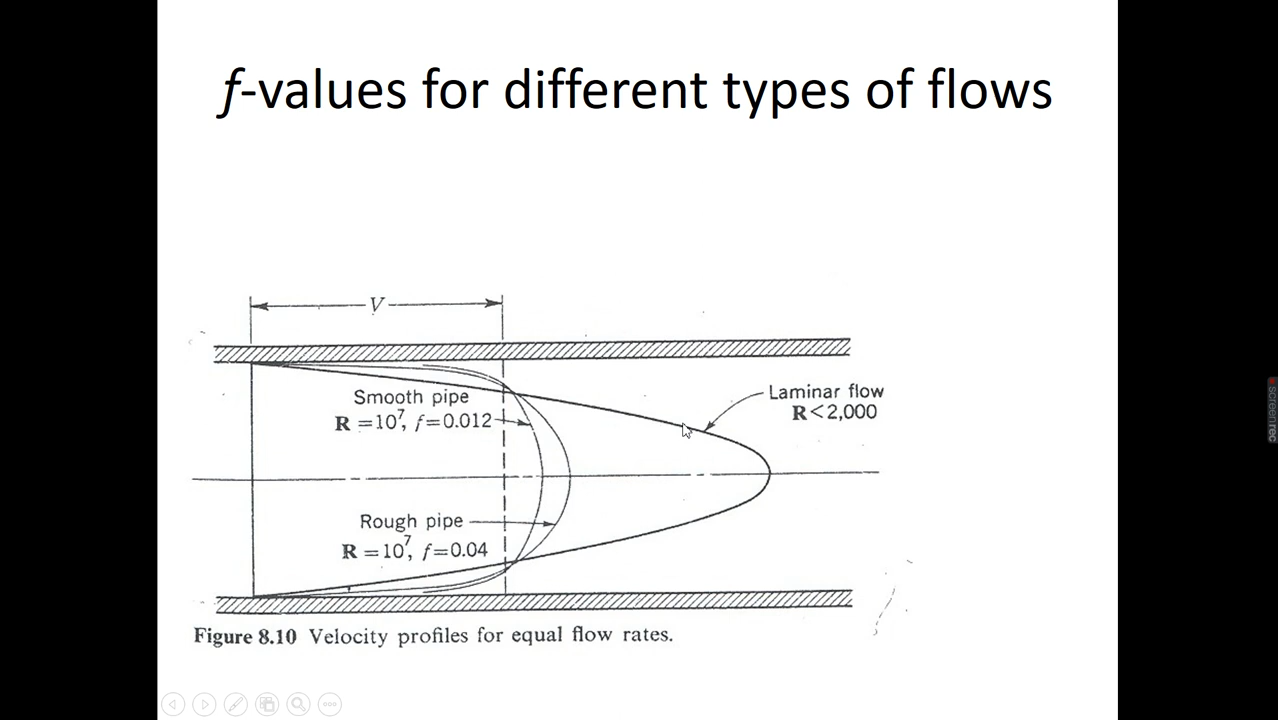 f-values for different types of flows
V
Smooth pipe
R =10⁷, f=0.012
Laminar flow
R<2,000
Rough pipe
R =10⁷, f=0.04
Figure 8.10 Velocity profiles for equal flow rates.
screenrec